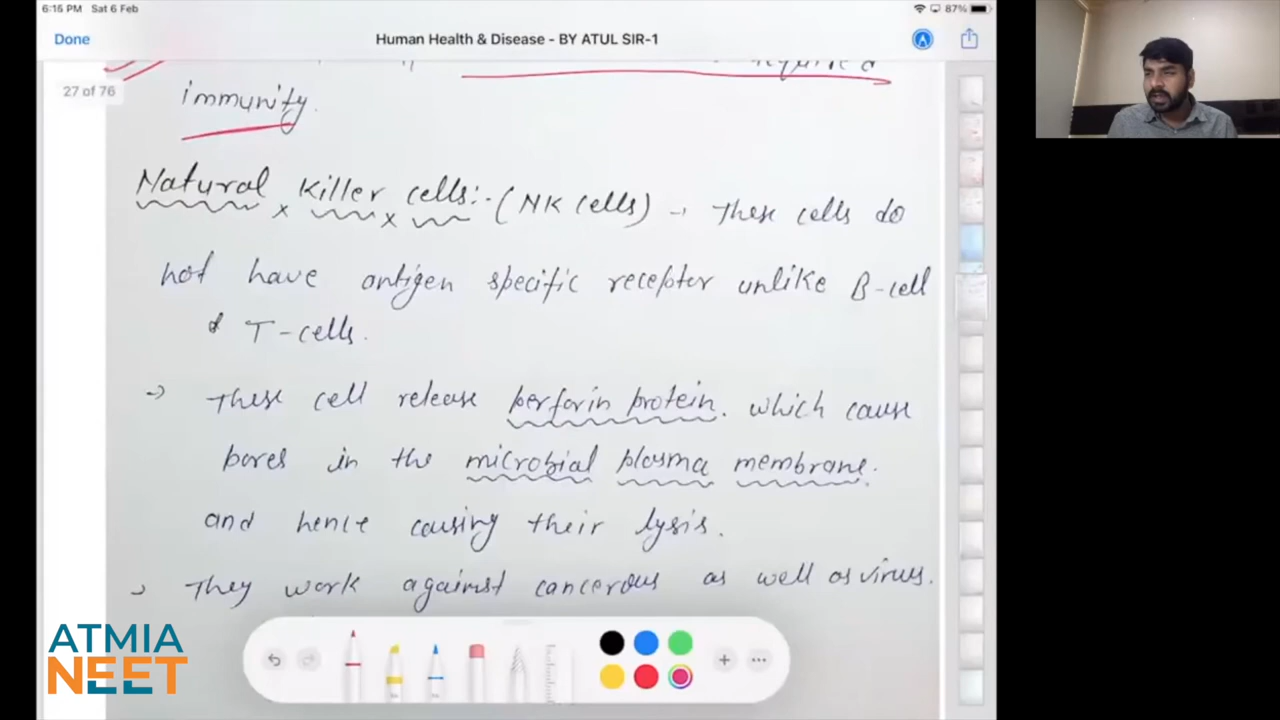 6:15 PM Sat 6 Feb
87%
Done
Human Health & Disease - BY ATUL SIR-1
27 of 76
immunity.
Natural Killer cells:- (NK cells) → These cells do
not have antigen specific receptor unlike B-cell
& T-cells.
→ These cell release perforin protein. which cause
pores in the microbial plasma membrane.
and hence causing their lysis.
→ They work against cancerous as well as virus.
ATMIA
NEET